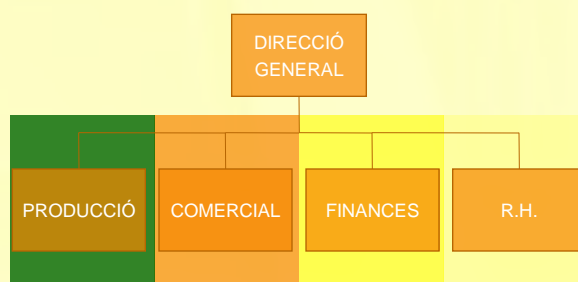 DIRECCIÓ
GENERAL
PRODUCCIÓ
COMERCIAL
FINANCES
R.H.